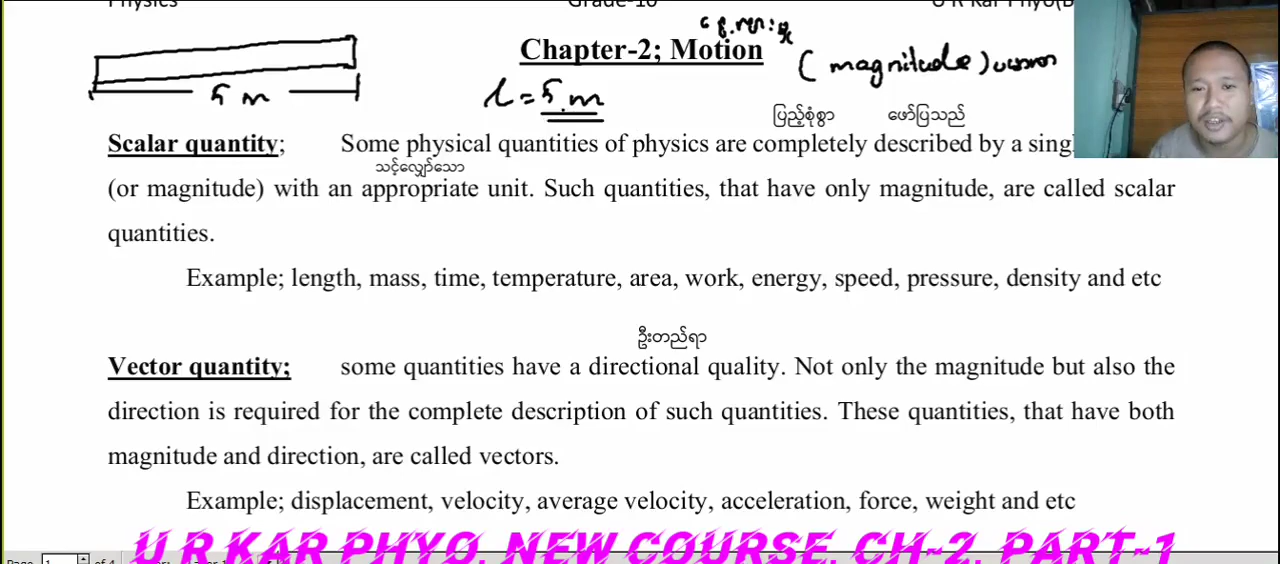 Physics Grade-10 U R Kar Phyo(B
Chapter-2; Motion
(magnitude)
5 m
l = 5 m
ပြည့်စုံစွာ ဖော်ပြသည်
Scalar quantity; Some physical quantities of physics are completely described by a sing
သင့်လျှော်သော
(or magnitude) with an appropriate unit. Such quantities, that have only magnitude, are called scalar
quantities.
Example; length, mass, time, temperature, area, work, energy, speed, pressure, density and etc
ဦးတည်ရာ
Vector quantity; some quantities have a directional quality. Not only the magnitude but also the
direction is required for the complete description of such quantities. These quantities, that have both
magnitude and direction, are called vectors.
Example; displacement, velocity, average velocity, acceleration, force, weight and etc
U R KAR PHYO, NEW COURSE, CH~2, PART~1